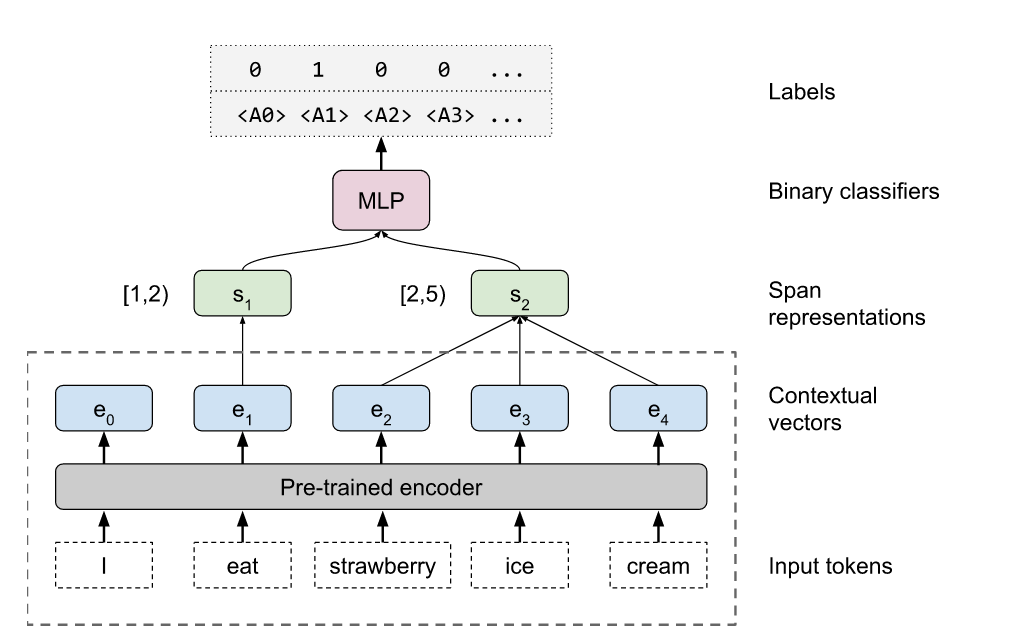 0 1 0 0 ...
<A0> <A1> <A2> <A3> ...
Labels
MLP
Binary classifiers
[1,2) s1
[2,5) s2
Span
representations
e0 e1 e2 e3 e4
Contextual
vectors
Pre-trained encoder
I eat strawberry ice cream
Input tokens